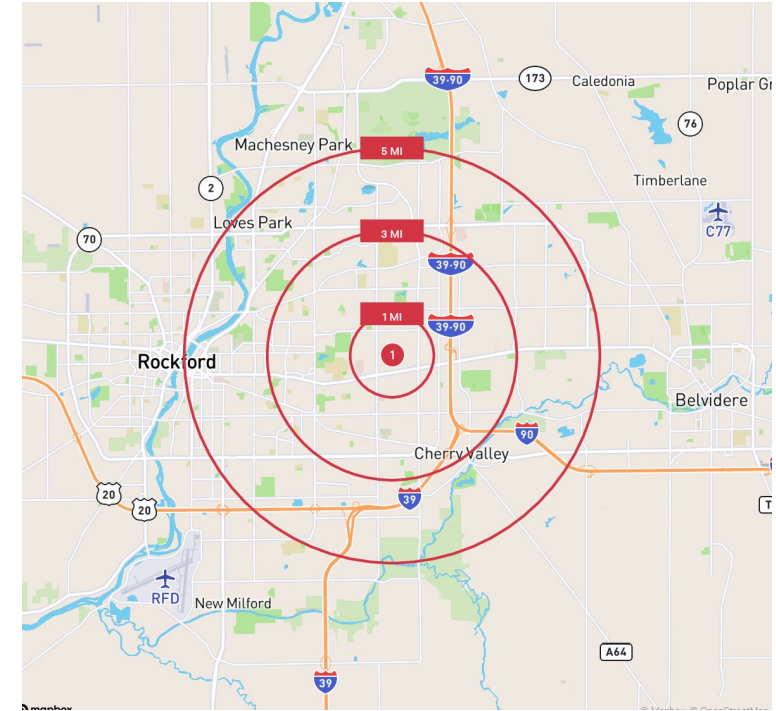 39-90
173
Caledonia
Poplar Gr
76
Machesney Park
5 MI
Timberlane
2
Loves Park
C77
3 MI
70
39-90
1 MI
39-90
1
Rockford
Belvidere
90
Cherry Valley
20
39
20
T
RFD
New Milford
A64
39
mapbox
© Mapbox, © OpenStreetMap